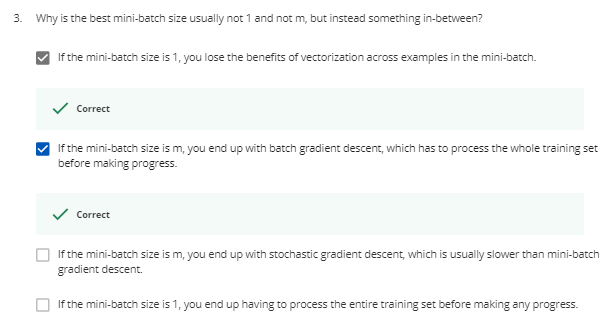 3. Why is the best mini-batch size usually not 1 and not m, but instead something in-between?
If the mini-batch size is 1, you lose the benefits of vectorization across examples in the mini-batch.
Correct
If the mini-batch size is m, you end up with batch gradient descent, which has to process the whole training set
before making progress.
Correct
If the mini-batch size is m, you end up with stochastic gradient descent, which is usually slower than mini-batch
gradient descent.
If the mini-batch size is 1, you end up having to process the entire training set before making any progress.